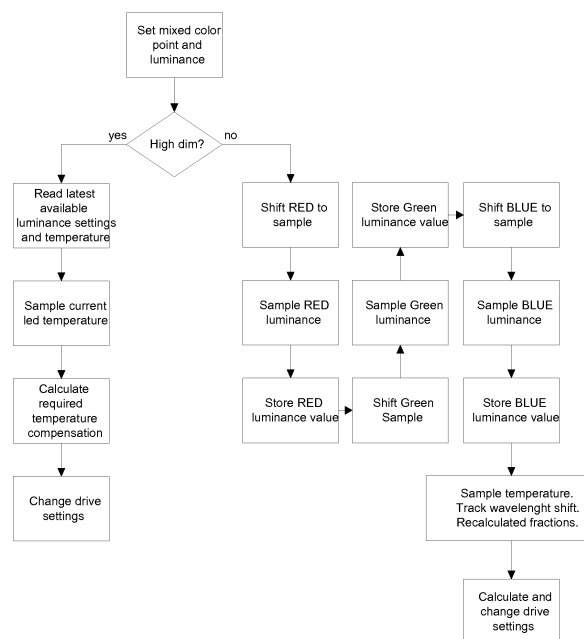 Set mixed color
point and
luminance
High dim?
yes
no
Read latest
available
luminance settings
and temperature
Sample current
led temperature
Calculate
required
temperature
compensation
Change drive
settings
Shift RED to
sample
Sample RED
luminance
Store RED
luminance value
Shift Green
Sample
Sample Green
luminance
Store Green
luminance value
Shift BLUE to
sample
Sample BLUE
luminance
Store BLUE
luminance value
Sample temperature.
Track wavelenght shift.
Recalculated fractions.
Calculate and
change drive
settings